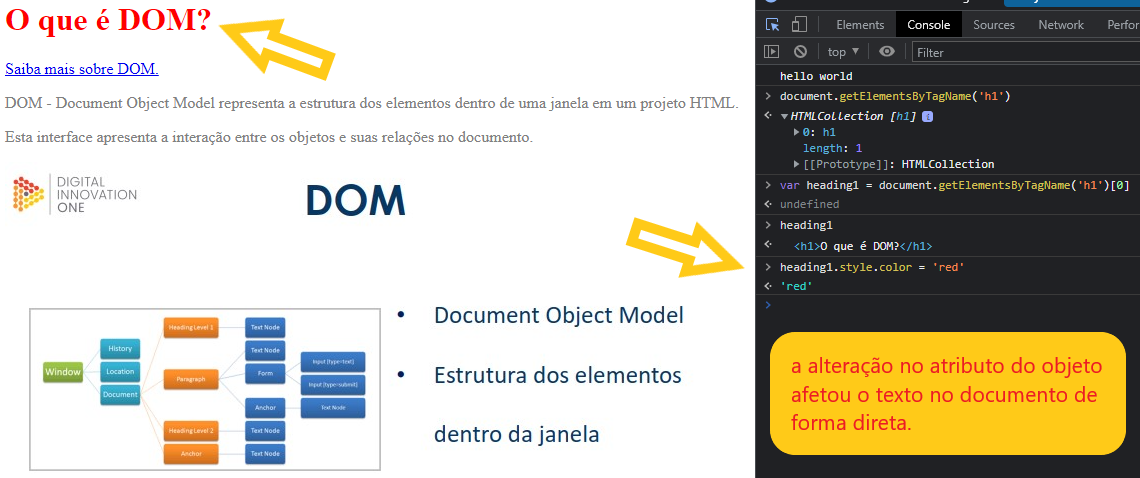 O que é DOM?
Saiba mais sobre DOM.
DOM - Document Object Model representa a estrutura dos elementos dentro de uma janela em um projeto HTML.
Esta interface apresenta a interação entre os objetos e suas relações no documento.
DIGITAL
INNOVATION
ONE
DOM
Window
History
Location
Document
Heading Level 1
Paragraph
Heading Level 2
Anchor
Text Node
Text Node
Form
Anchor
Text Node
Text Node
Input [type=text]
Input [type=submit]
Text Node
• Document Object Model
• Estrutura dos elementos
dentro da janela
Elements Console Sources Network
top ▼ Filter
hello world
> document.getElementsByTagName('h1')
HTMLCollection [h1] i
0: h1
length: 1
[[Prototype]]: HTMLCollection
> var heading1 = document.getElementsByTagName('h1')[0]
undefined
> heading1
<h1>O que é DOM?</h1>
> heading1.style.color = 'red'
'red'
>
a alteração no atributo do objeto
afetou o texto no documento de
forma direta.